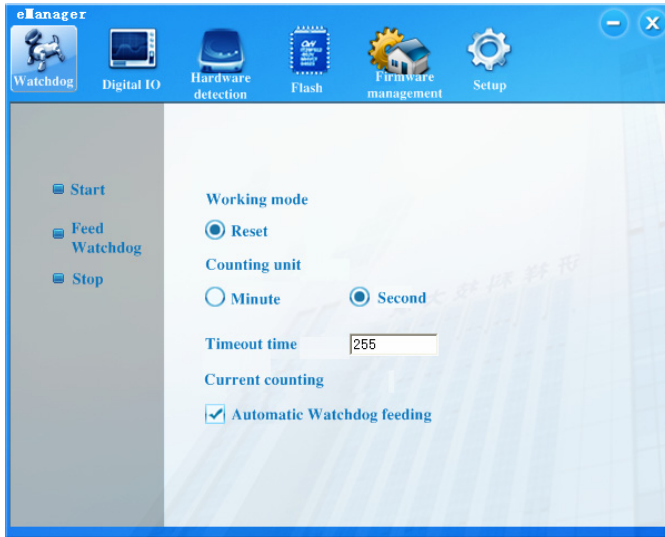 eManager
Watchdog
Digital IO
Hardware
detection
Flash
Firmware
management
Setup
Start
Feed
Watchdog
Stop
Working mode
Reset
Counting unit
Minute
Second
Timeout time
255
Current counting
Automatic Watchdog feeding